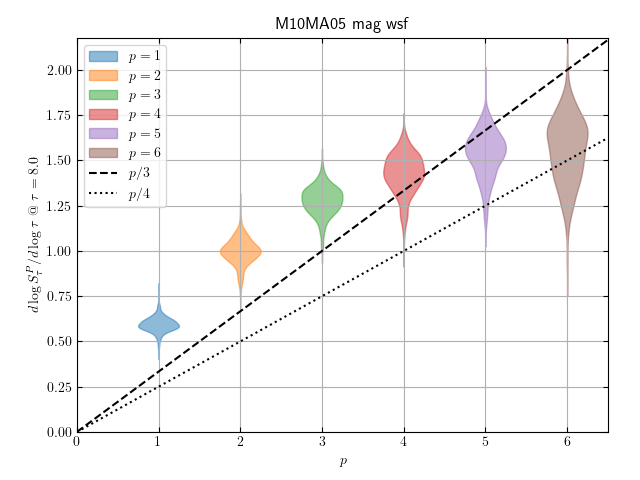 M10MA05 mag wsf
p = 1
p = 2
p = 3
p = 4
p = 5
p = 6
p/3
p/4
d log S_τ^P / d log τ @ τ = 8.0
2.00
1.75
1.50
1.25
1.00
0.75
0.50
0.25
0.00
0 1 2 3 4 5 6
p